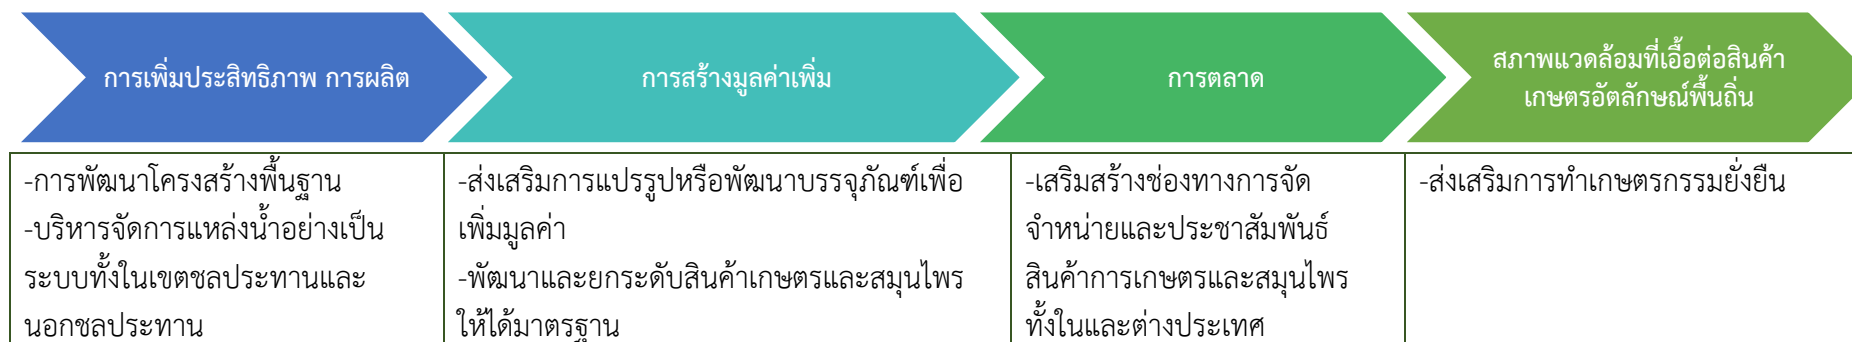 การเพิ่มประสิทธิภาพ การผลิต
การสร้างมูลค่าเพิ่ม
การตลาด
สภาพแวดล้อมที่เอื้อต่อสินค้า
เกษตรอัตลักษณ์พื้นถิ่น
-การพัฒนาโครงสร้างพื้นฐาน
-บริหารจัดการแหล่งน้ำอย่างเป็น
ระบบทั้งในเขตชลประทานและ
นอกชลประทาน
-ส่งเสริมการแปรรูปหรือพัฒนาบรรจุภัณฑ์เพื่อ
เพิ่มมูลค่า
-พัฒนาและยกระดับสินค้าเกษตรและสมุนไพร
ให้ได้มาตรฐาน
-เสริมสร้างช่องทางการจัด
จำหน่ายและประชาสัมพันธ์
สินค้าการเกษตรและสมุนไพร
ทั้งในและต่างประเทศ
-ส่งเสริมการทำเกษตรกรรมยั่งยืน